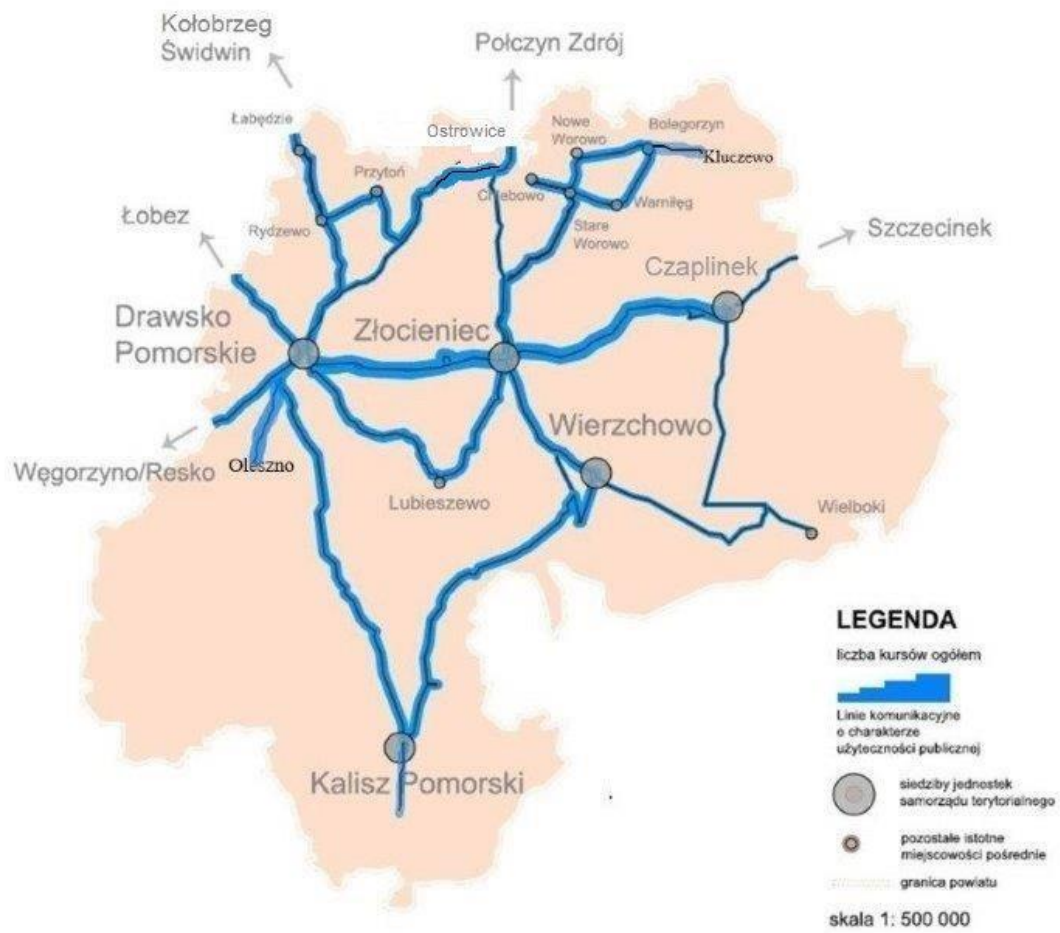 Kołobrzeg
Świdwin
Połczyn Zdrój
Łabędzie
Ostrowice
Nowe
Worowo
Bolegorzyn
Kluczewo
Przytoń
Chlebowo
Warniłęg
Łobez
Rydzewo
Stare
Worowo
Szczecinek
Czaplinek
Drawsko
Pomorskie
Złocieniec
Wierzchowo
Węgorzyno/Resko
Oleszno
Lubieszewo
Wielboki
Kalisz Pomorski
LEGENDA
liczba kursów ogółem
Linie komunikacyjne
o charakterze
użyteczności publicznej
siedziby jednostek
samorządu terytorialnego
pozostałe istotne
miejscowości pośrednie
granica powiatu
skala 1: 500 000